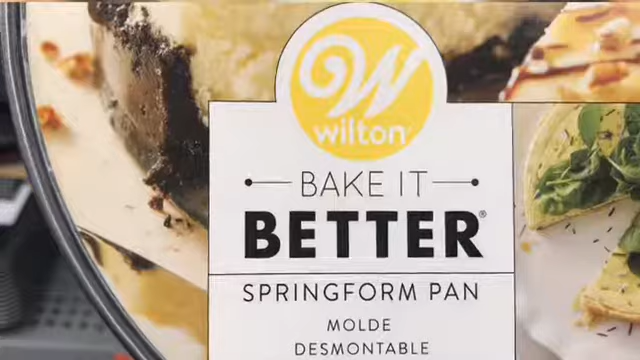 W
wilton®
BAKE IT
BETTER®
SPRINGFORM PAN
MOLDE
DESMONTABLE